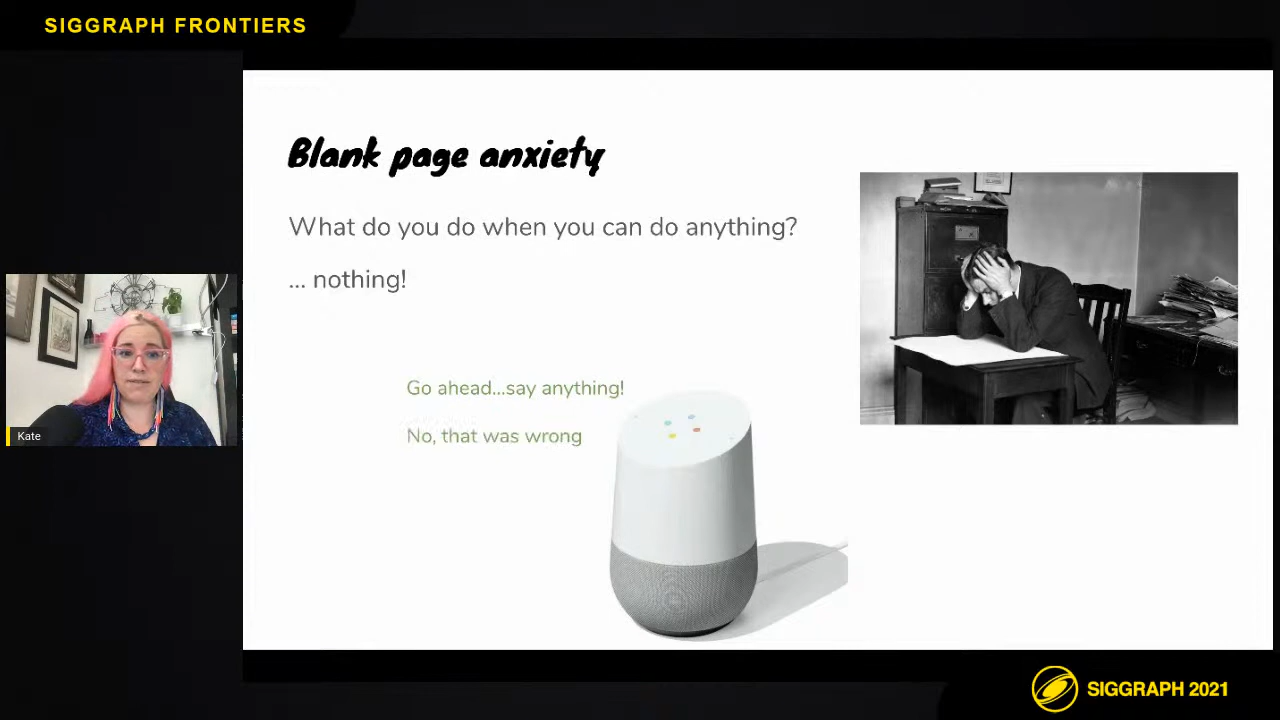 SIGGRAPH FRONTIERS
Blank page anxiety
What do you do when you can do anything?
... nothing!
Go ahead...say anything!
No, that was wrong
Kate
SIGGRAPH 2021